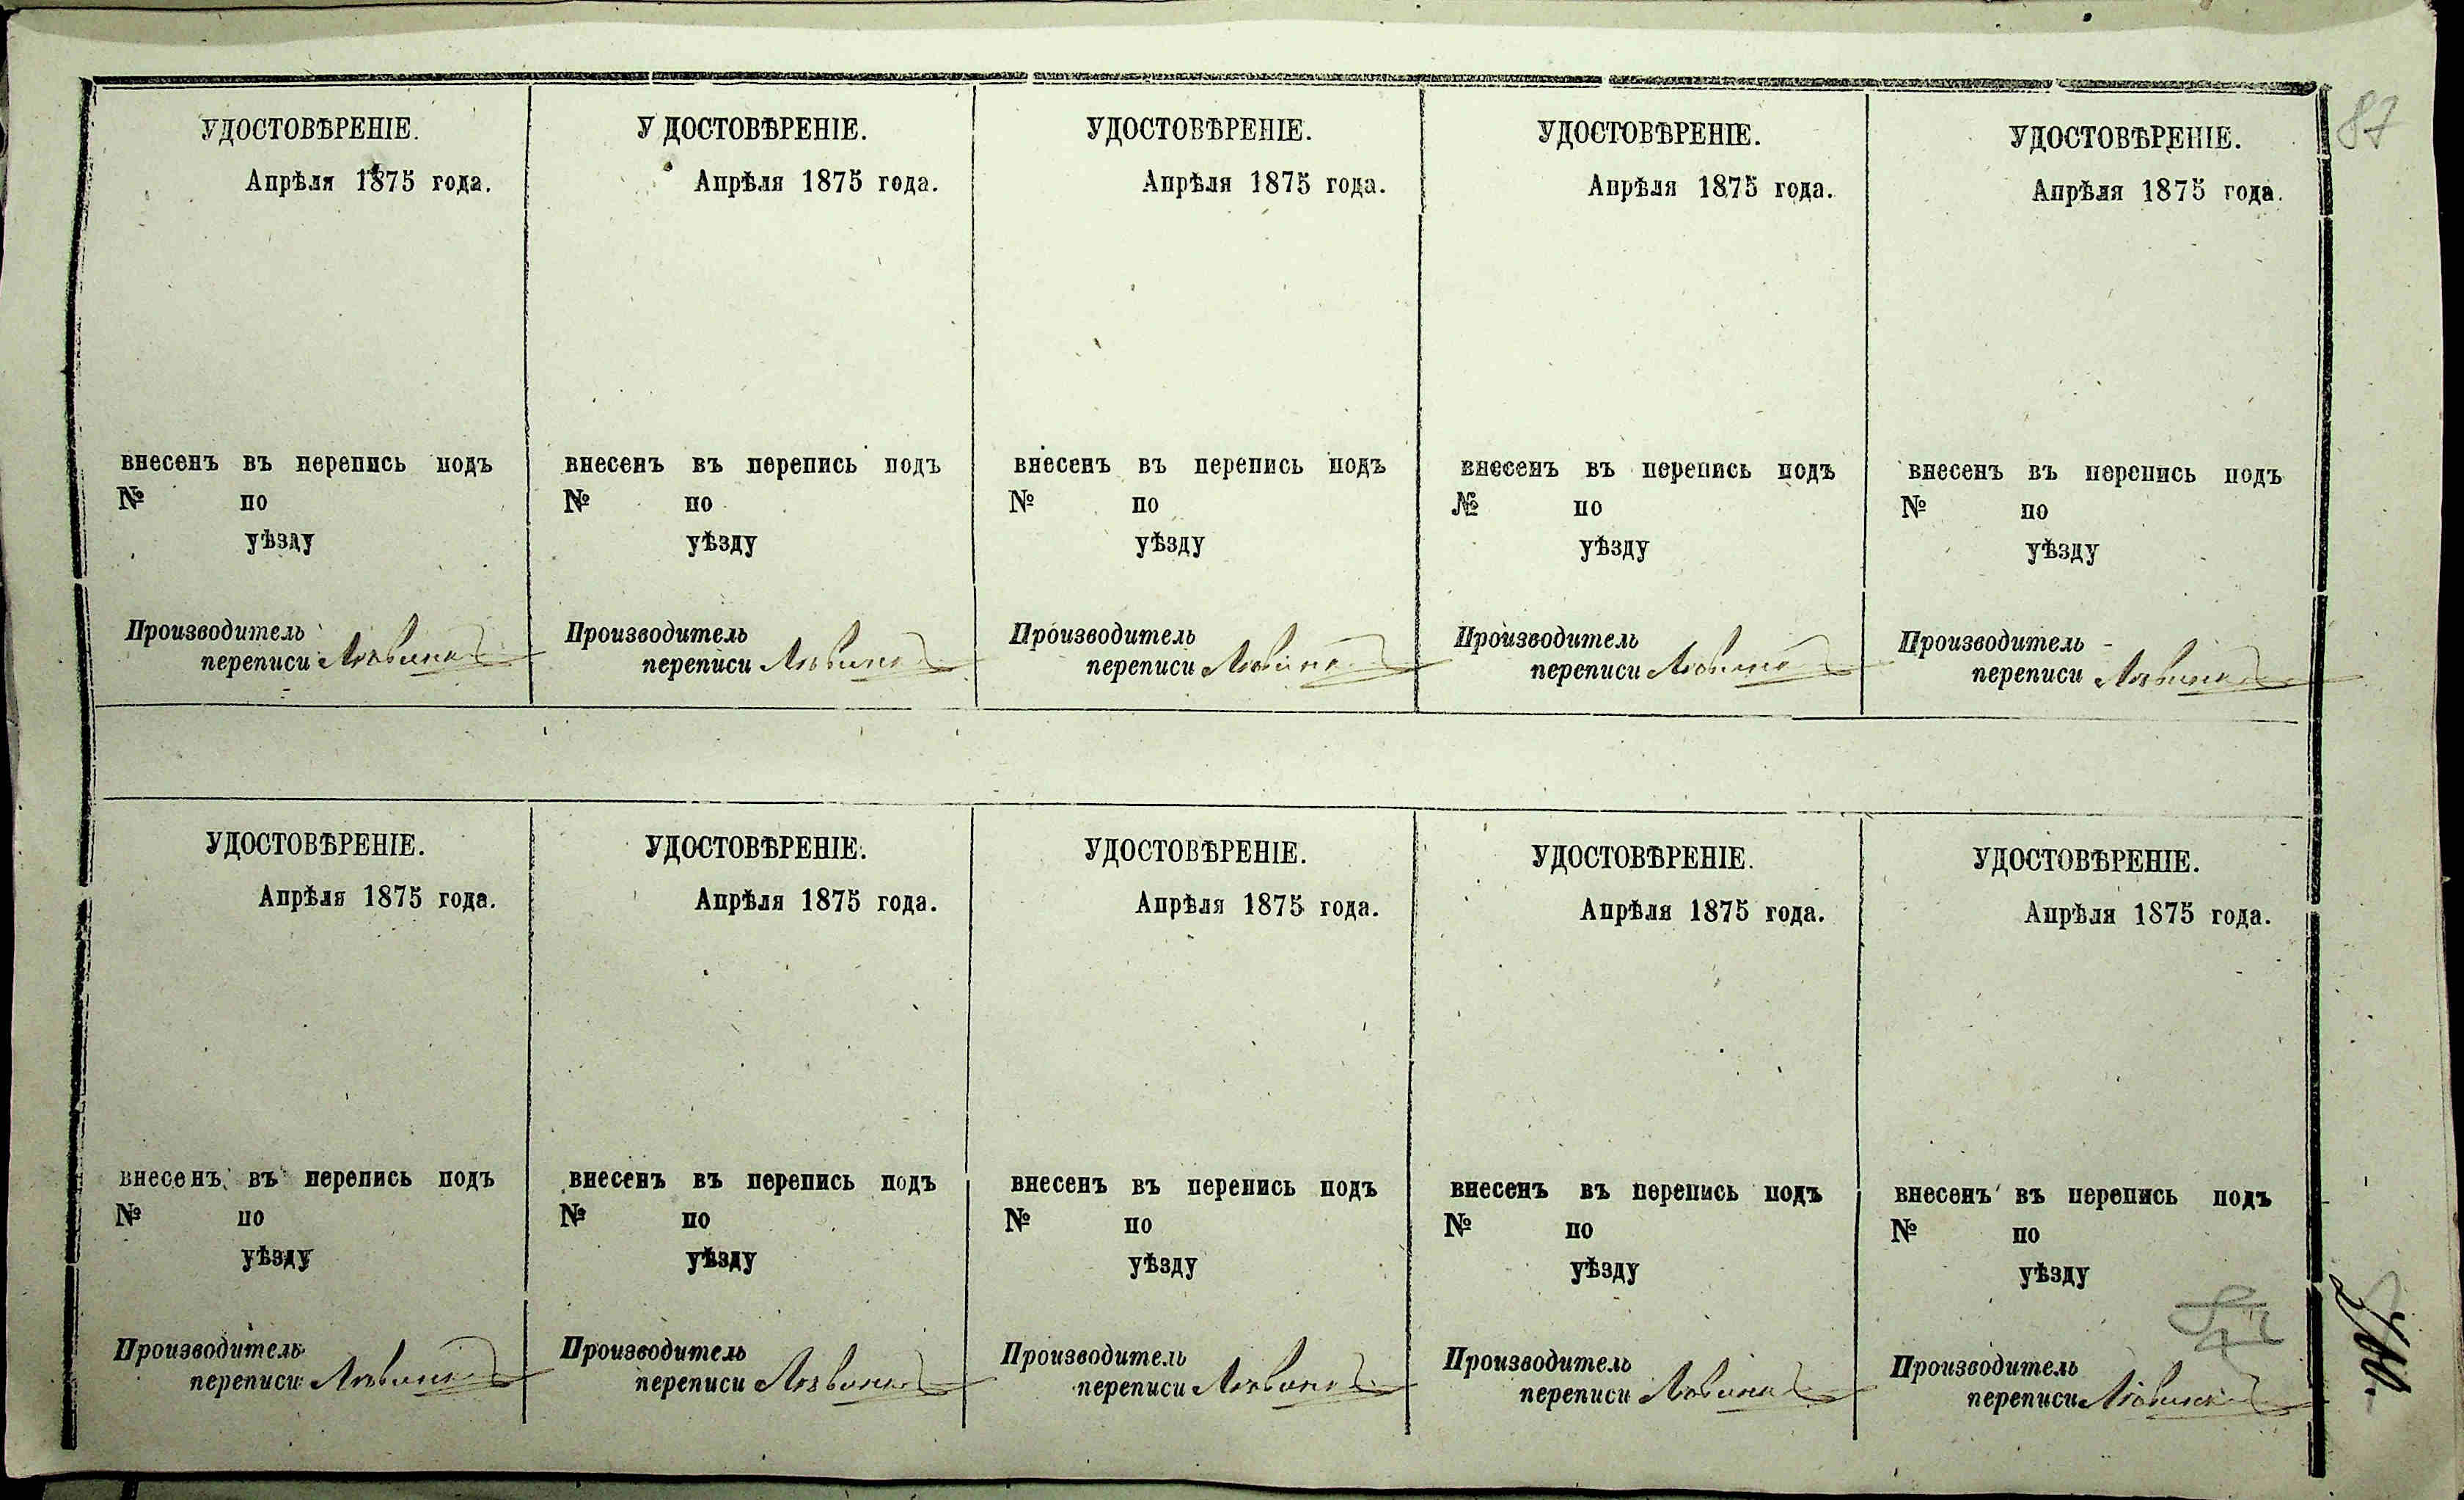 87
УДОСТОВѢРЕНІЕ.
Апрѣля 1875 года.
внесенъ въ перепись подъ
№ по
уѣзду
Производитель
переписи
УДОСТОВѢРЕНІЕ.
Апрѣля 1875 года.
внесенъ въ перепись подъ
№ по
уѣзду
Производитель
переписи
УДОСТОВѢРЕНІЕ.
Апрѣля 1875 года.
внесенъ въ перепись подъ
№ по
уѣзду
Производитель
переписи
УДОСТОВѢРЕНІЕ.
Апрѣля 1875 года.
внесенъ въ перепись подъ
№ по
уѣзду
Производитель
переписи
УДОСТОВѢРЕНІЕ.
Апрѣля 1875 года.
внесенъ въ перепись подъ
№ по
уѣзду
Производитель
переписи
УДОСТОВѢРЕНІЕ.
Апрѣля 1875 года.
внесенъ въ перепись подъ
№ по
уѣзду
Производитель
переписи
УДОСТОВѢРЕНІЕ.
Апрѣля 1875 года.
внесенъ въ перепись подъ
№ по
уѣзду
Производитель
переписи
УДОСТОВѢРЕНІЕ.
Апрѣля 1875 года.
внесенъ въ перепись подъ
№ по
уѣзду
Производитель
переписи
УДОСТОВѢРЕНІЕ.
Апрѣля 1875 года.
внесенъ въ перепись подъ
№ по
уѣзду
Производитель
переписи
УДОСТОВѢРЕНІЕ.
Апрѣля 1875 года.
внесенъ въ перепись подъ
№ по
уѣзду
Производитель
переписи